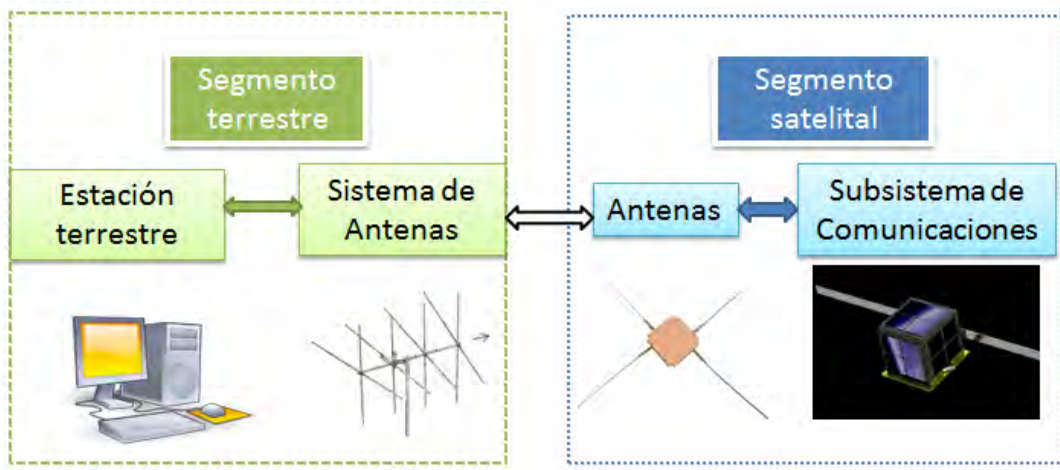 Segmento
terrestre
Segmento
satelital
Estación
terrestre
Sistema de
Antenas
Antenas
Subsistema de
Comunicaciones